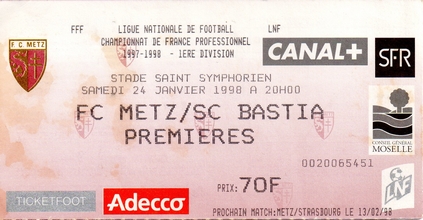 FFF LIGUE NATIONALE DE FOOTBALL LNF
CHAMPIONNAT DE FRANCE PROFESSIONNEL
1997-1998 - 1ERE DIVISION
F.C. METZ
CANAL+
SFR
STADE SAINT SYMPHORIEN
SAMEDI 24 JANVIER 1998 A 20H00
FC METZ/SC BASTIA
PREMIERES
CONSEIL GÉNÉRAL
MOSELLE
0020065451
PRIX: 70F
LNF
TICKETFOOT
Adecco
PROCHAIN MATCH:METZ/STRASBOURG LE 13/02/98